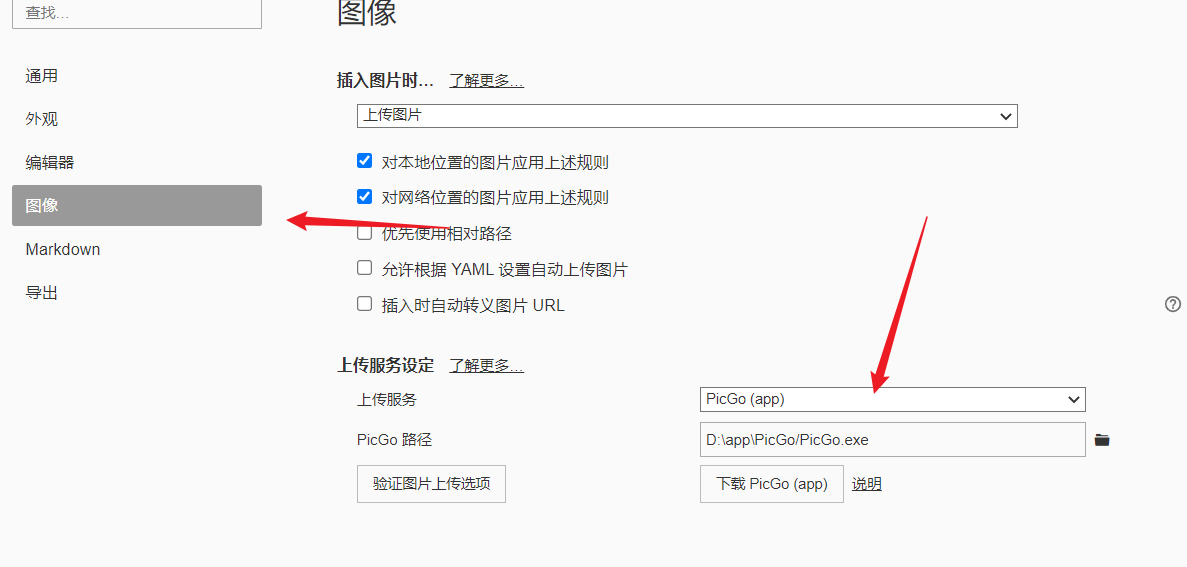 查找...
图像
通用
外观
编辑器
图像
Markdown
导出
插入图片时... 了解更多...
上传图片
对本地位置的图片应用上述规则
对网络位置的图片应用上述规则
优先使用相对路径
允许根据 YAML 设置自动上传图片
插入时自动转义图片 URL
上传服务设定 了解更多...
上传服务 PicGo (app)
PicGo 路径 D:\app\PicGo/PicGo.exe
验证图片上传选项 下载 PicGo (app) 说明